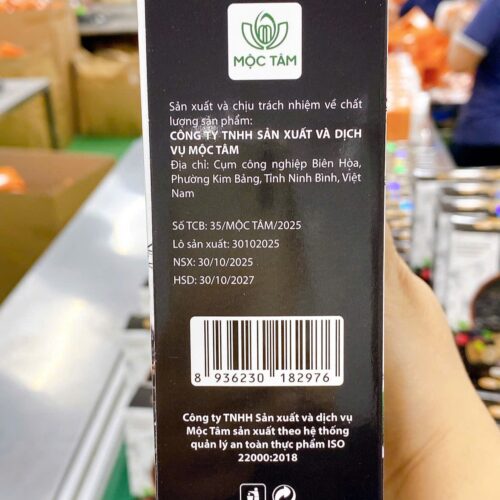 MỘC TÂM
Sản xuất và chịu trách nhiệm về chất
lượng sản phẩm:
CÔNG TY TNHH SẢN XUẤT VÀ DỊCH
VỤ MỘC TÂM
Địa chỉ: Cụm công nghiệp Biên Hòa,
Phường Kim Bảng, Tỉnh Ninh Bình, Việt
Nam
Số TCB: 35/MỘC TÂM/2025
Lô sản xuất: 30102025
NSX: 30/10/2025
HSD: 30/10/2027
8 936230 182976
Công ty TNHH Sản xuất và dịch vụ
Mộc Tâm sản xuất theo hệ thống
quản lý an toàn thực phẩm ISO
22000:2018